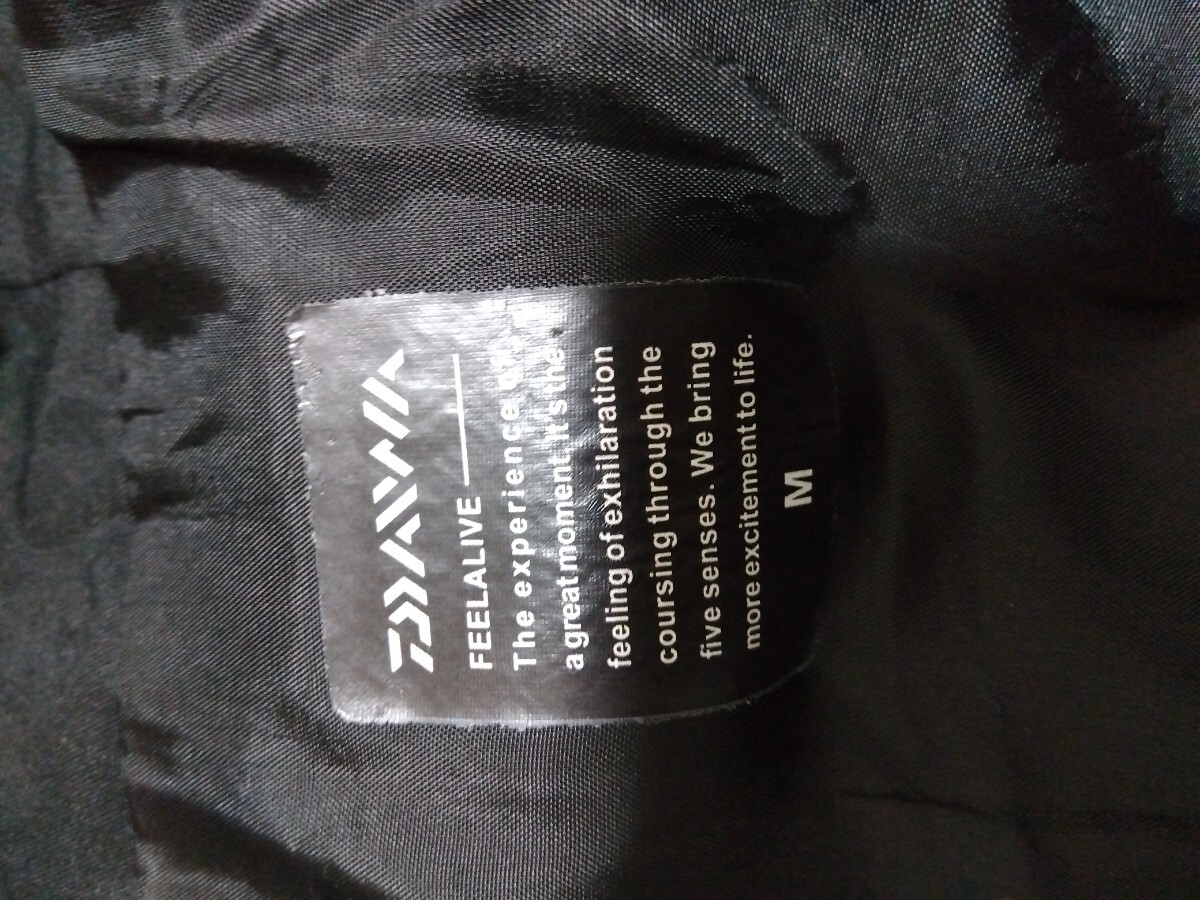 DAIWA
FEELALIVE
The experience
a great moment, it's the
feeling of exhilaration
coursing through the
five senses. We bring
more excitement to life.
M